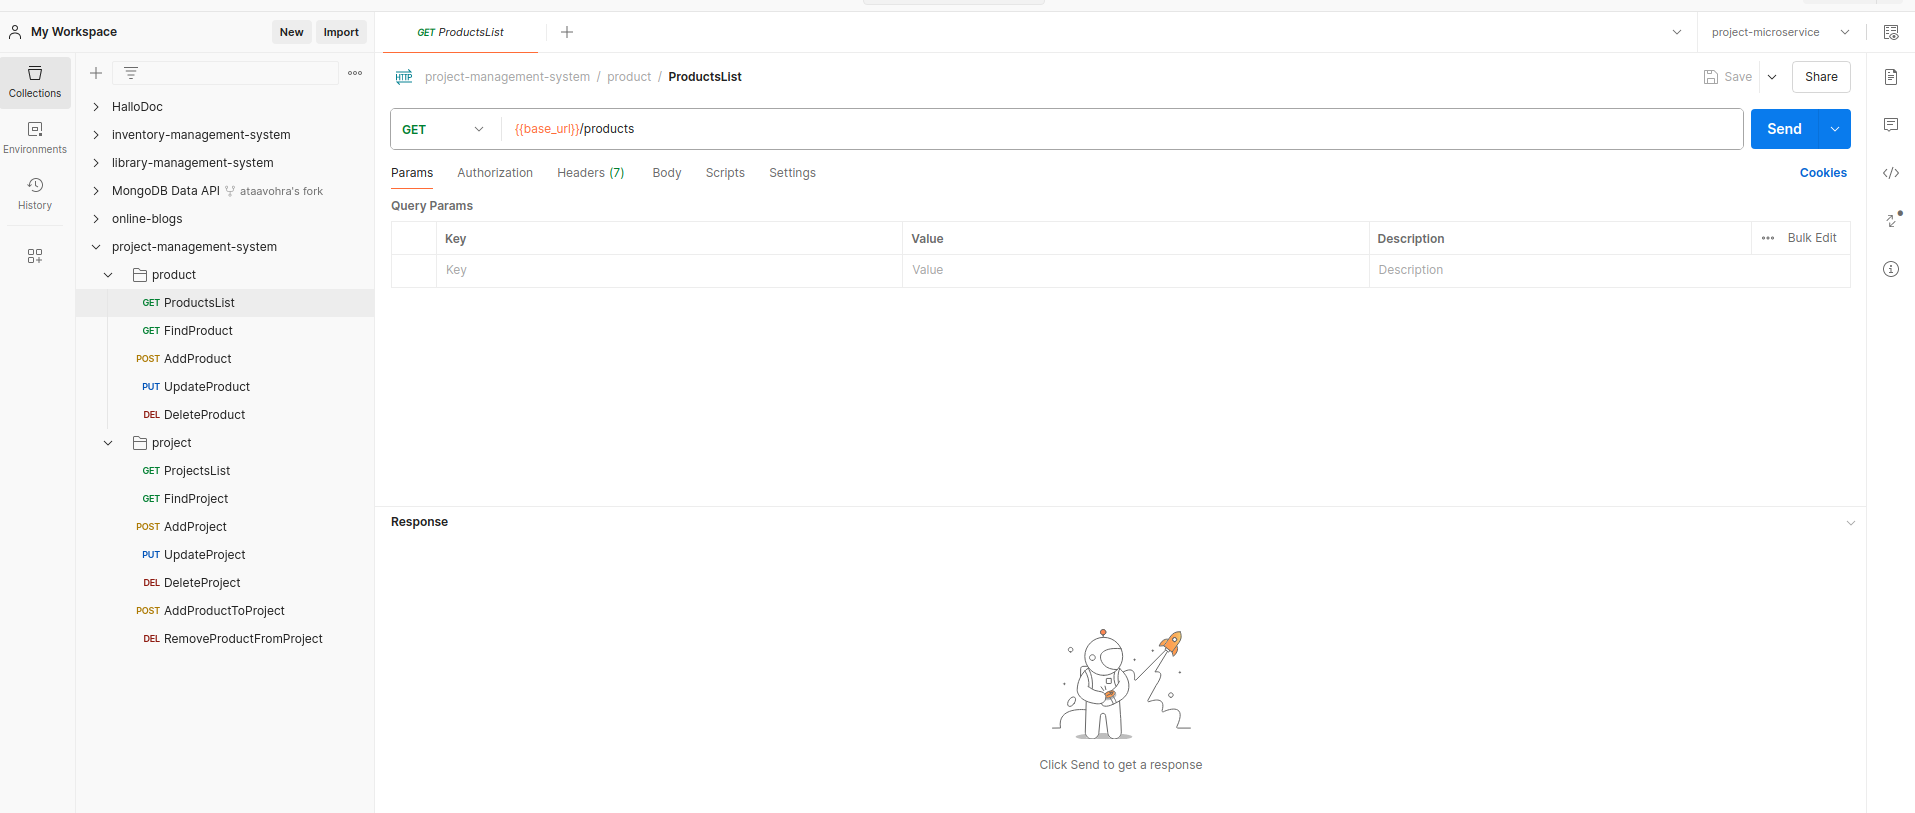 My Workspace
New
Import
GET ProductsList
project-microservice
Collections
Environments
History
HalloDoc
inventory-management-system
library-management-system
MongoDB Data API ataavohra's fork
online-blogs
project-management-system
product
GET ProductsList
GET FindProduct
POST AddProduct
PUT UpdateProduct
DEL DeleteProduct
project
GET ProjectsList
GET FindProject
POST AddProject
PUT UpdateProject
DEL DeleteProject
POST AddProductToProject
DEL RemoveProductFromProject
HTTP project-management-system / product / ProductsList
Save
Share
GET {{base_url}}/products
Send
Params Authorization Headers (7) Body Scripts Settings
Cookies
Query Params
Key Value Description ••• Bulk Edit
Key Value Description
Response
Click Send to get a response